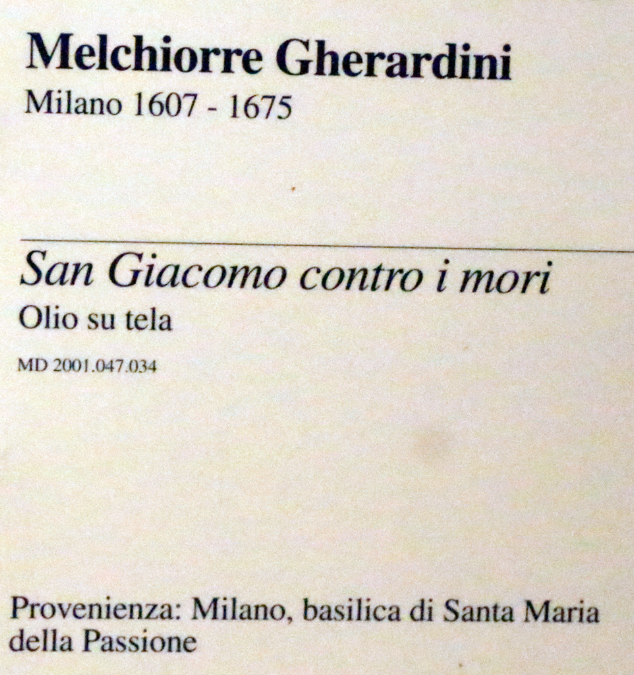 Melchiorre Gherardini
Milano 1607 - 1675
San Giacomo contro i mori
Olio su tela
MD 2001.047.034
Provenienza: Milano, basilica di Santa Maria
della Passione